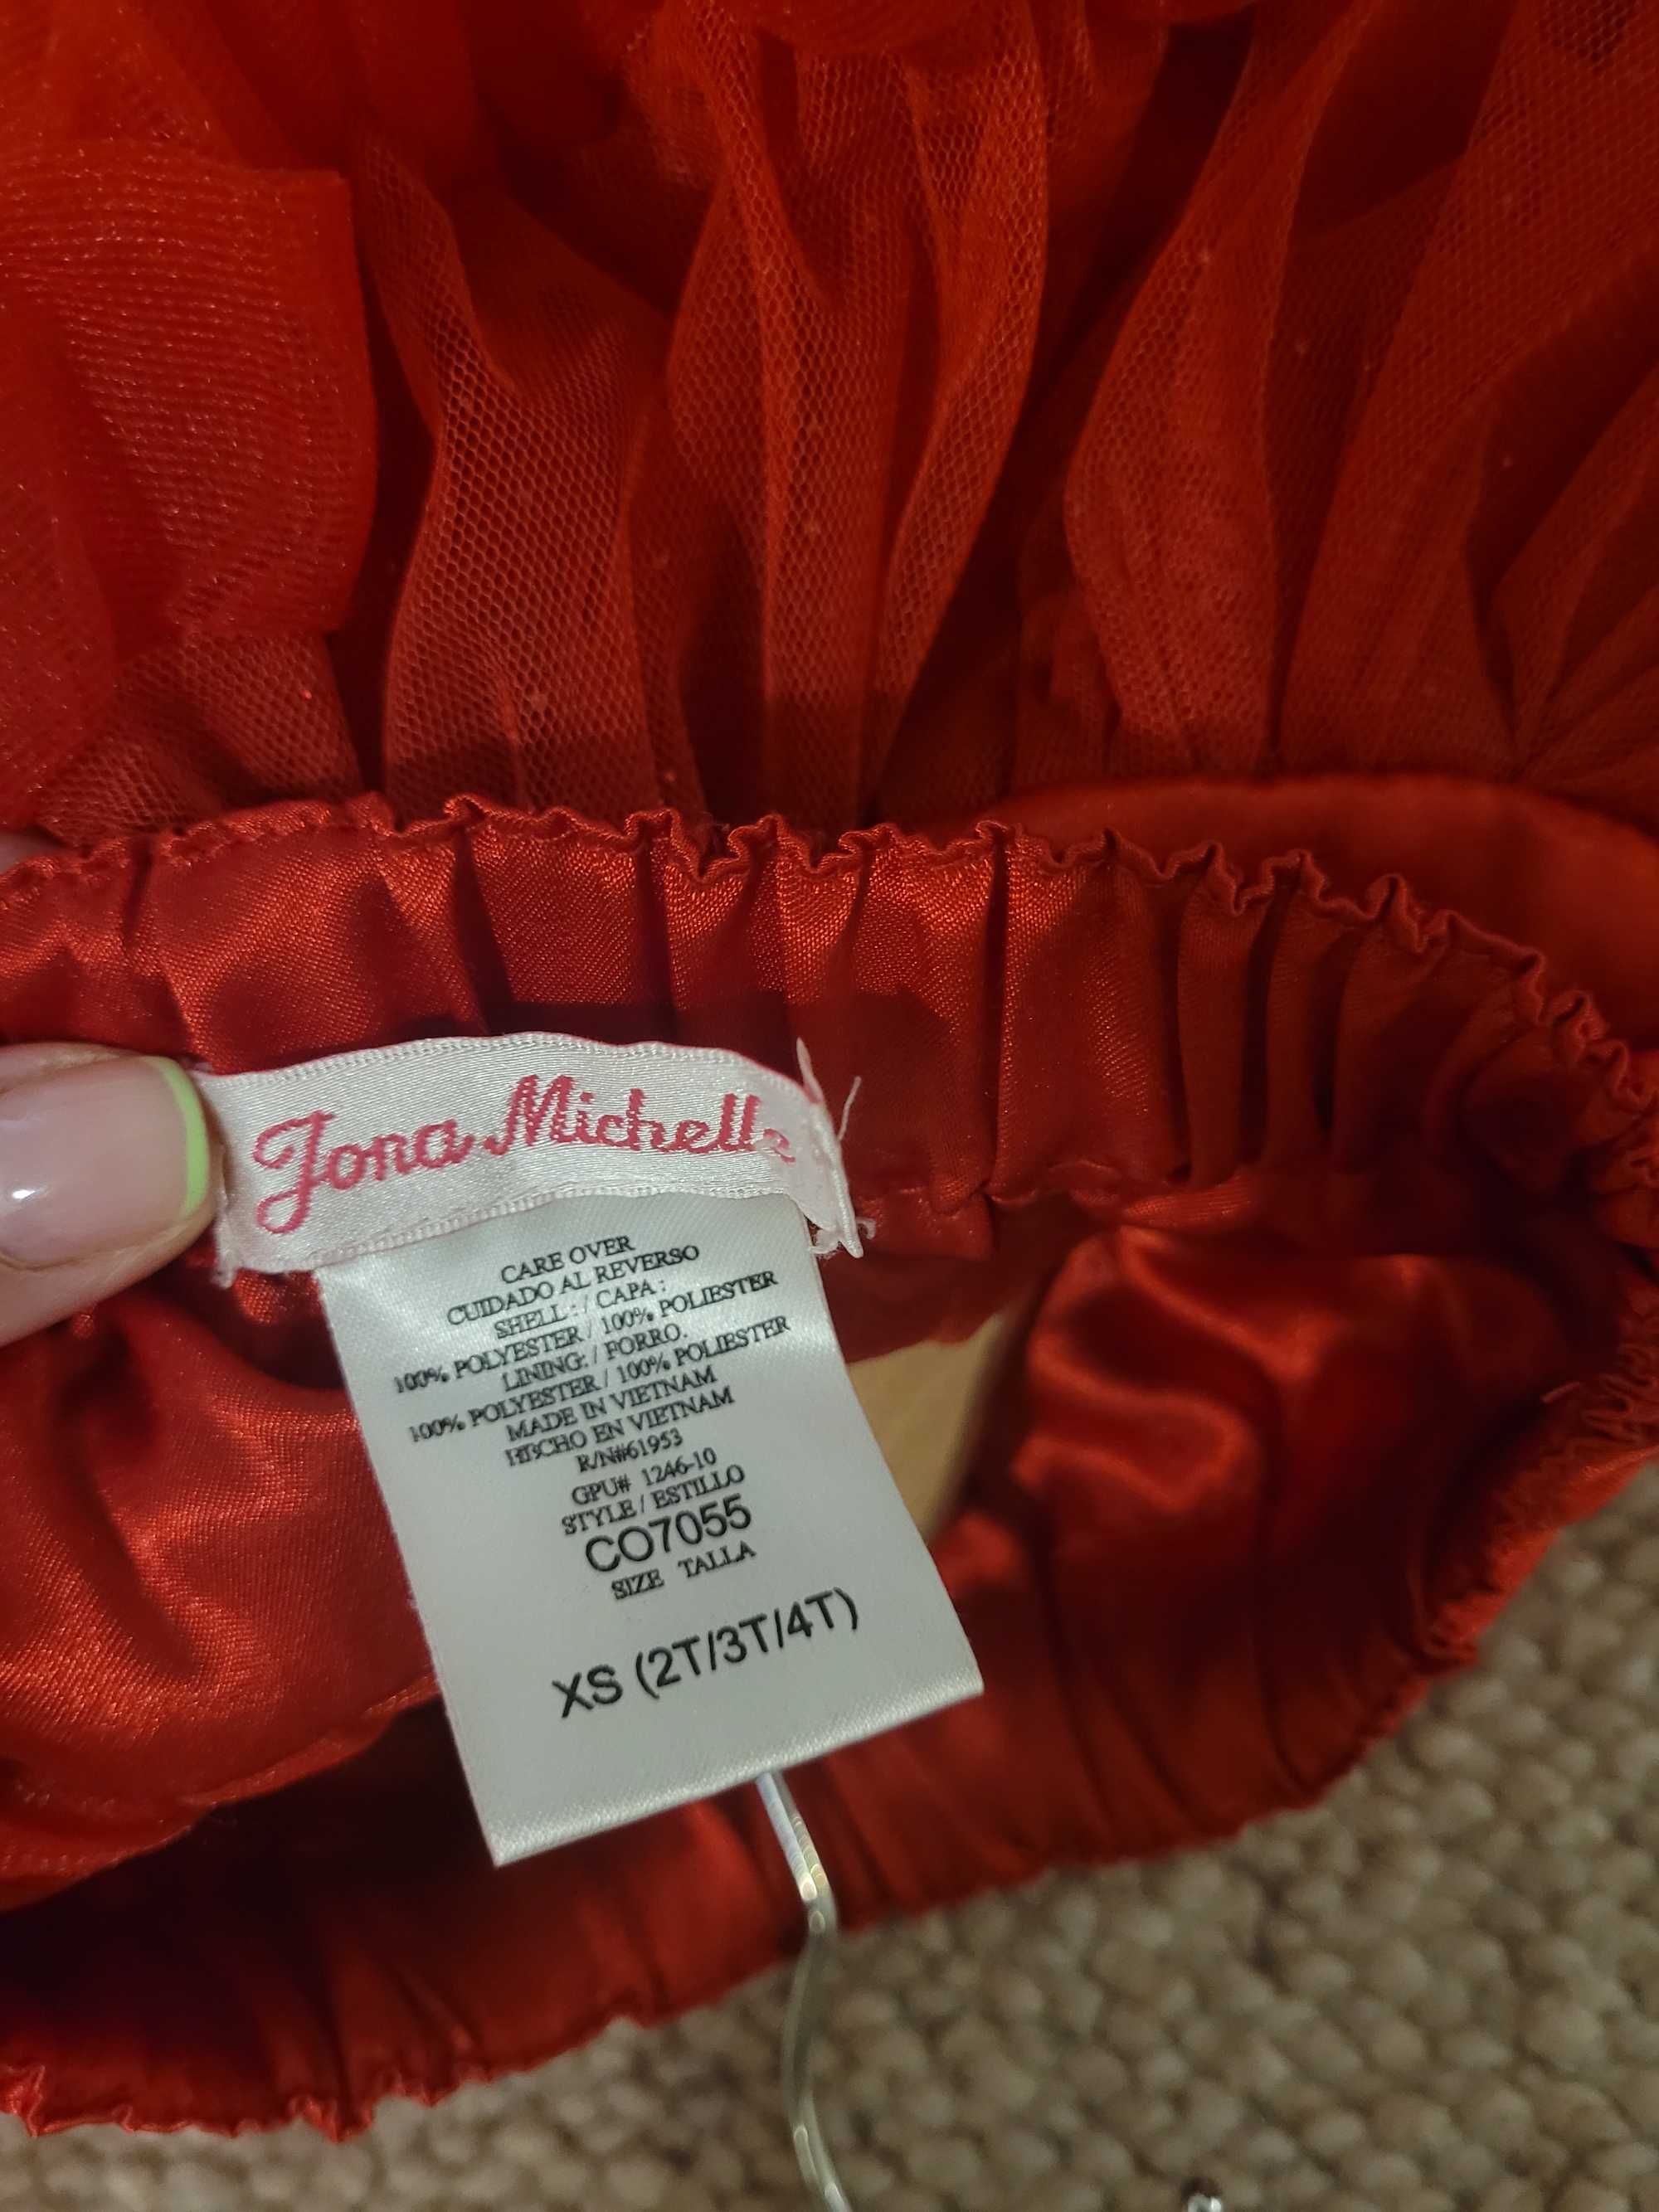 Jona Michelle
CARE OVER
CUIDADO AL REVERSO
SHELL : / CAPA :
100% POLYESTER / 100% POLIESTER
LINING: / FORRO.
100% POLYESTER / 100% POLIESTER
MADE IN VIETNAM
HECHO EN VIETNAM
R/N#61953
GPU# 1246-10
STYLE / ESTILLO
CO7055
SIZE TALLA
XS (2T/3T/4T)